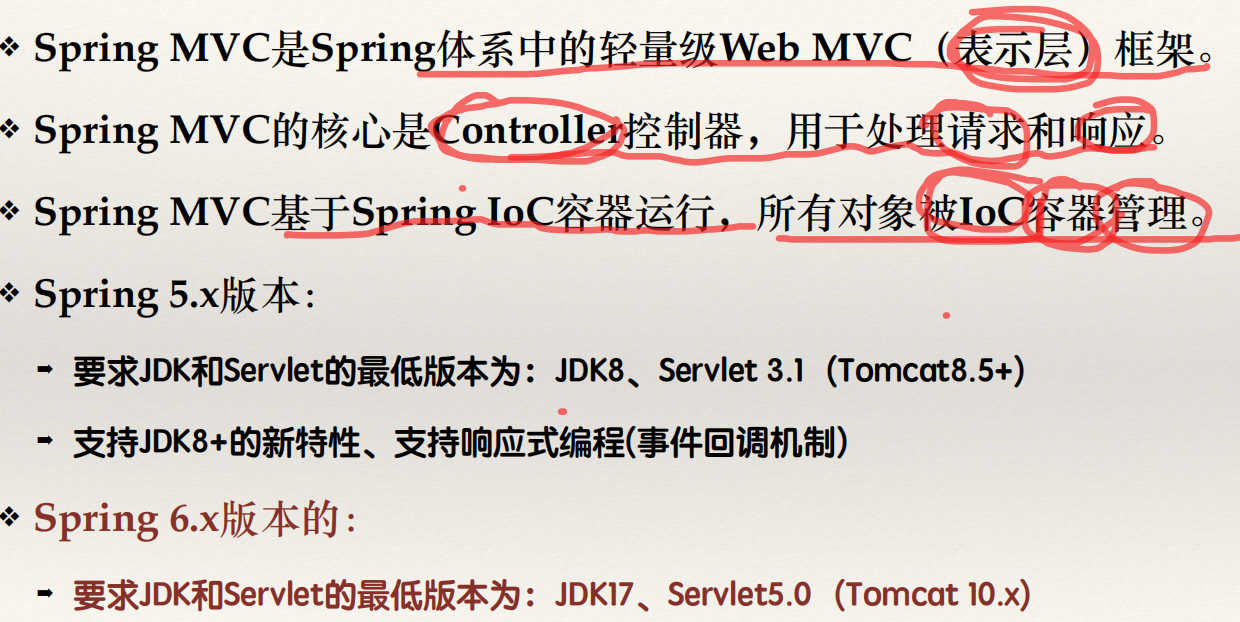 Spring MVC是Spring体系中的轻量级Web MVC（表示层）框架。
Spring MVC的核心是Controller控制器，用于处理请求和响应。
Spring MVC基于Spring IoC容器运行，所有对象被IoC容器管理。
Spring 5.x版本：
要求JDK和Servlet的最低版本为：JDK8、Servlet 3.1（Tomcat8.5+)
支持JDK8+的新特性、支持响应式编程(事件回调机制）
Spring 6.x版本的：
要求JDK和Servlet的最低版本为：JDK17、Servlet5.0（Tomcat 10.x)